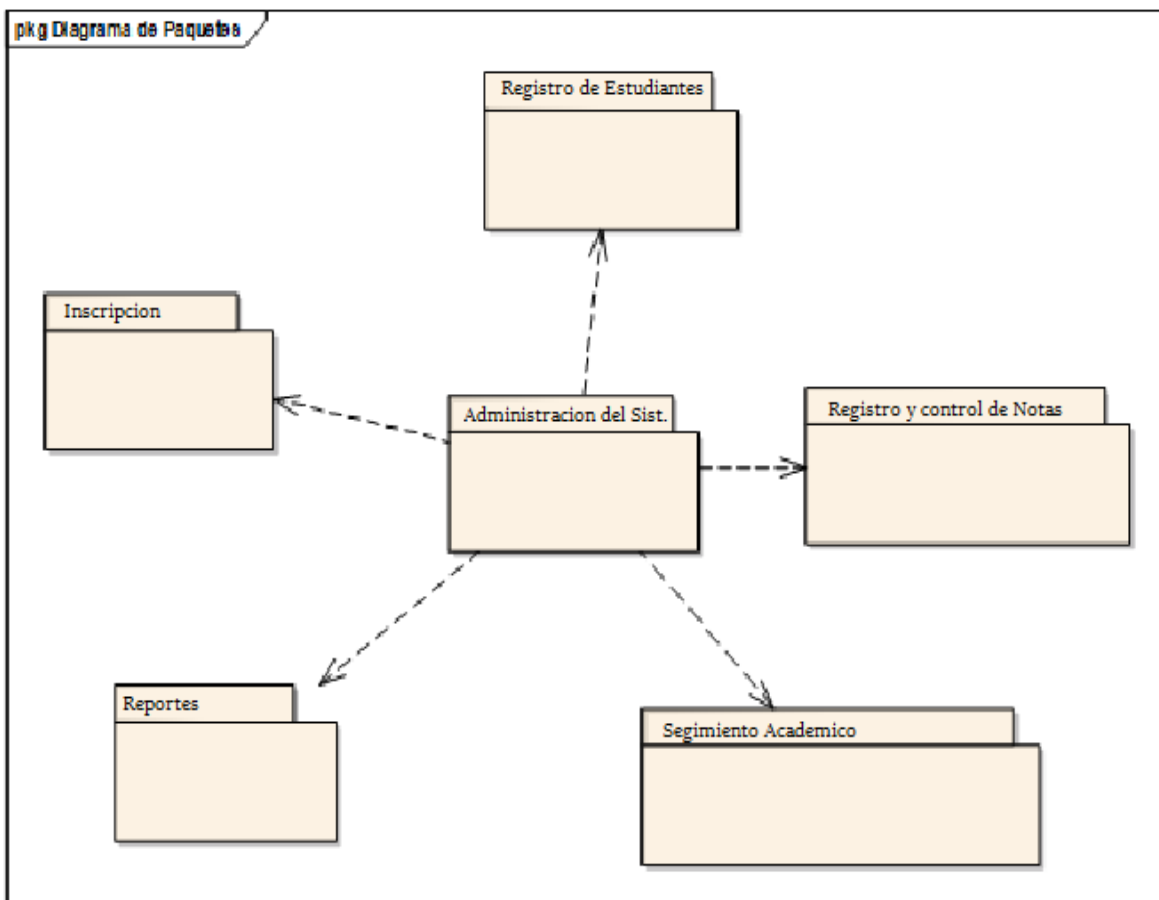 pkg Diagrama de Paquetes
Registro de Estudiantes
Inscripcion
Administracion del Sist.
Registro y control de Notas
Reportes
Segimiento Academico